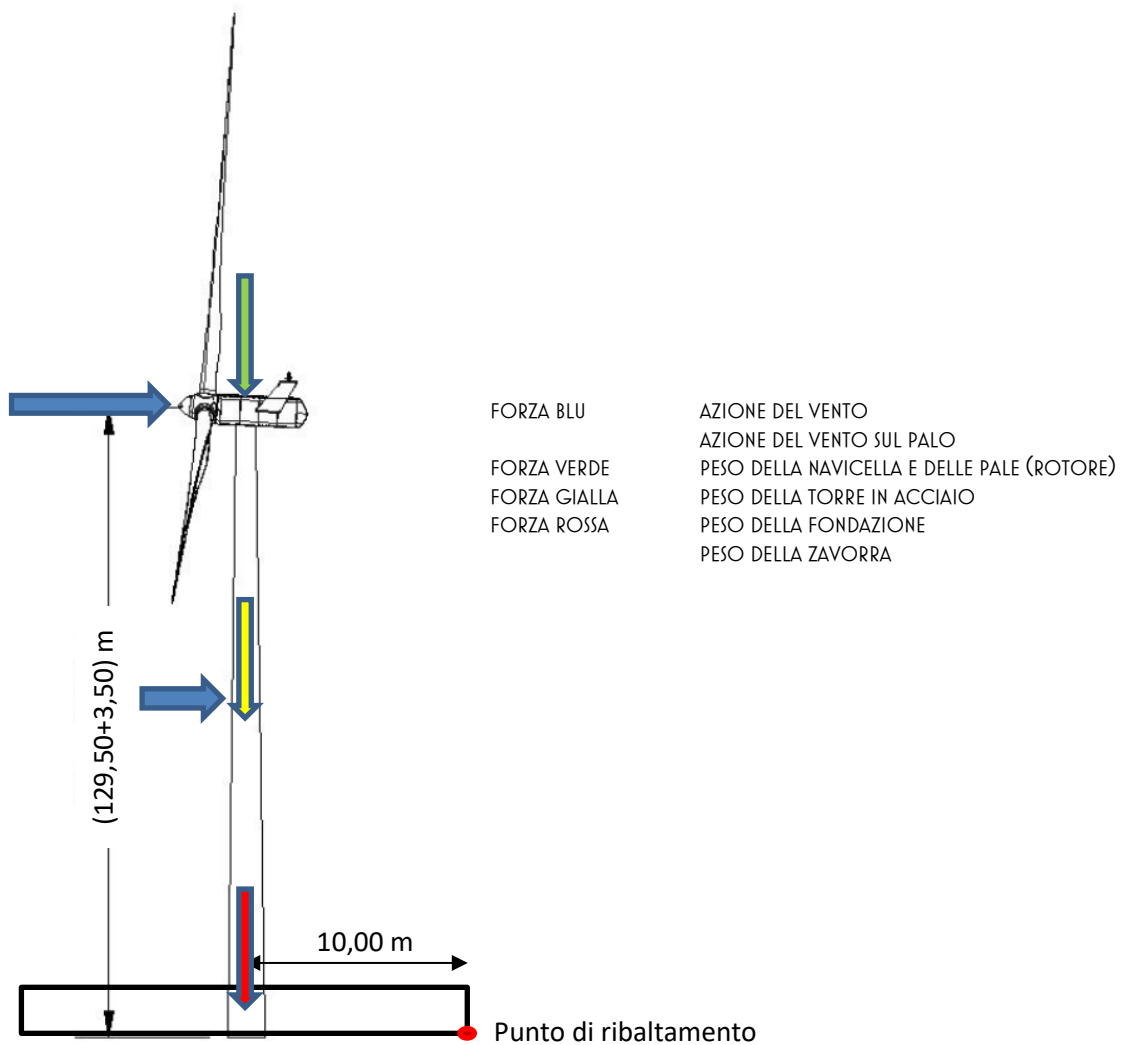 FORZA BLU AZIONE DEL VENTO
AZIONE DEL VENTO SUL PALO
FORZA VERDE PESO DELLA NAVICELLA E DELLE PALE (ROTORE)
FORZA GIALLA PESO DELLA TORRE IN ACCIAIO
FORZA ROSSA PESO DELLA FONDAZIONE
PESO DELLA ZAVORRA
(129,50+3,50) m
10,00 m
Punto di ribaltamento